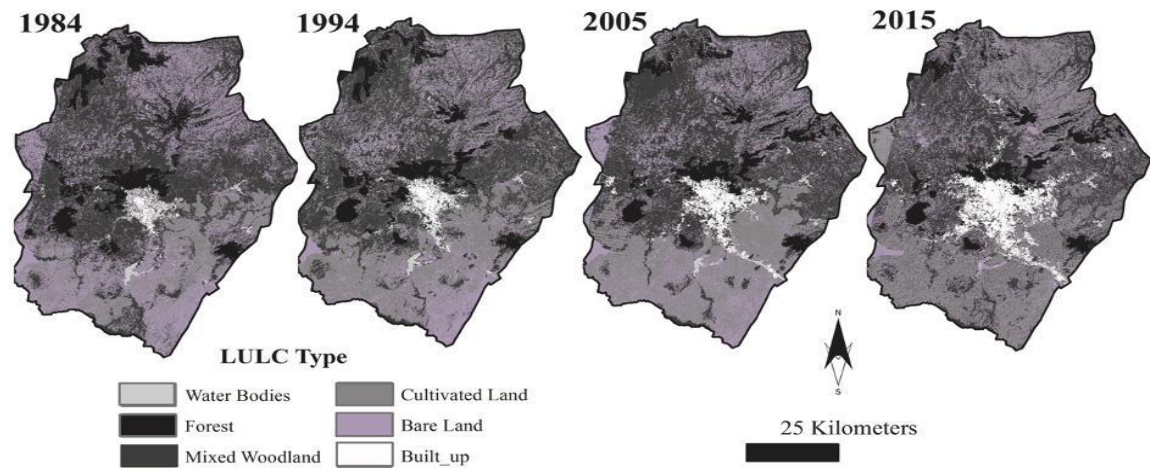 1984 1994 2005 2015
N
S
LULC Type
Water Bodies Cultivated Land
Forest Bare Land
Mixed Woodland Built_up
25 Kilometers